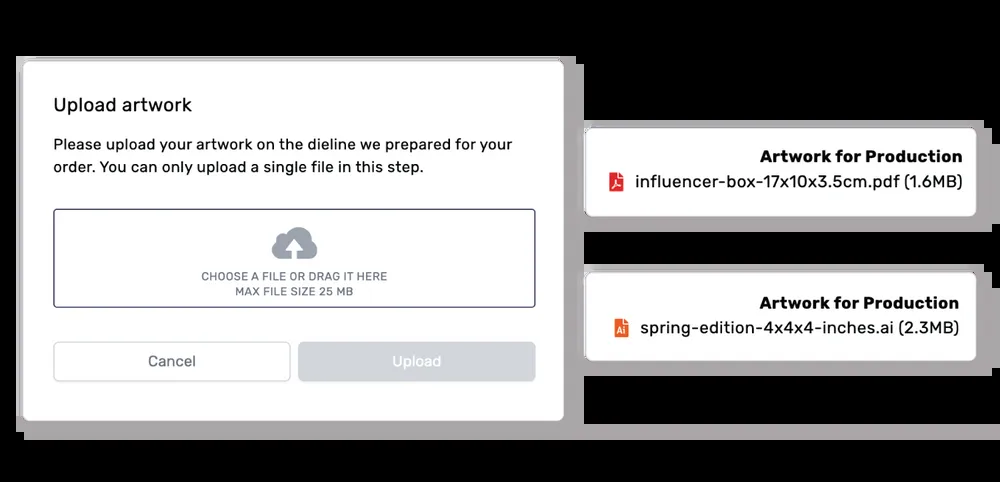 Upload artwork
Please upload your artwork on the dieline we prepared for your
order. You can only upload a single file in this step.
CHOOSE A FILE OR DRAG IT HERE
MAX FILE SIZE 25 MB
Cancel
Upload
Artwork for Production
influencer-box-17x10x3.5cm.pdf (1.6MB)
Artwork for Production
Ai
spring-edition-4x4x4-inches.ai (2.3MB)